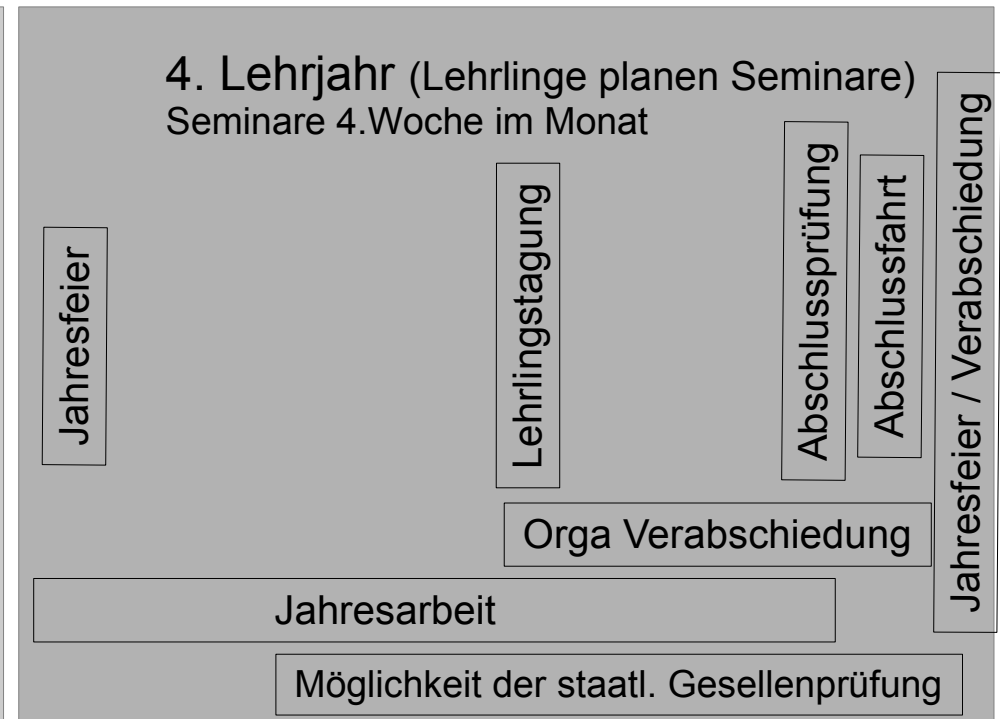 4. Lehrjahr (Lehrlinge planen Seminare)
Seminare 4.Woche im Monat
Jahresfeier
Lehrlingstagung
Abschlussprüfung
Abschlussfahrt
Jahresfeier / Verabschiedung
Orga Verabschiedung
Jahresarbeit
Möglichkeit der staatl. Gesellenprüfung